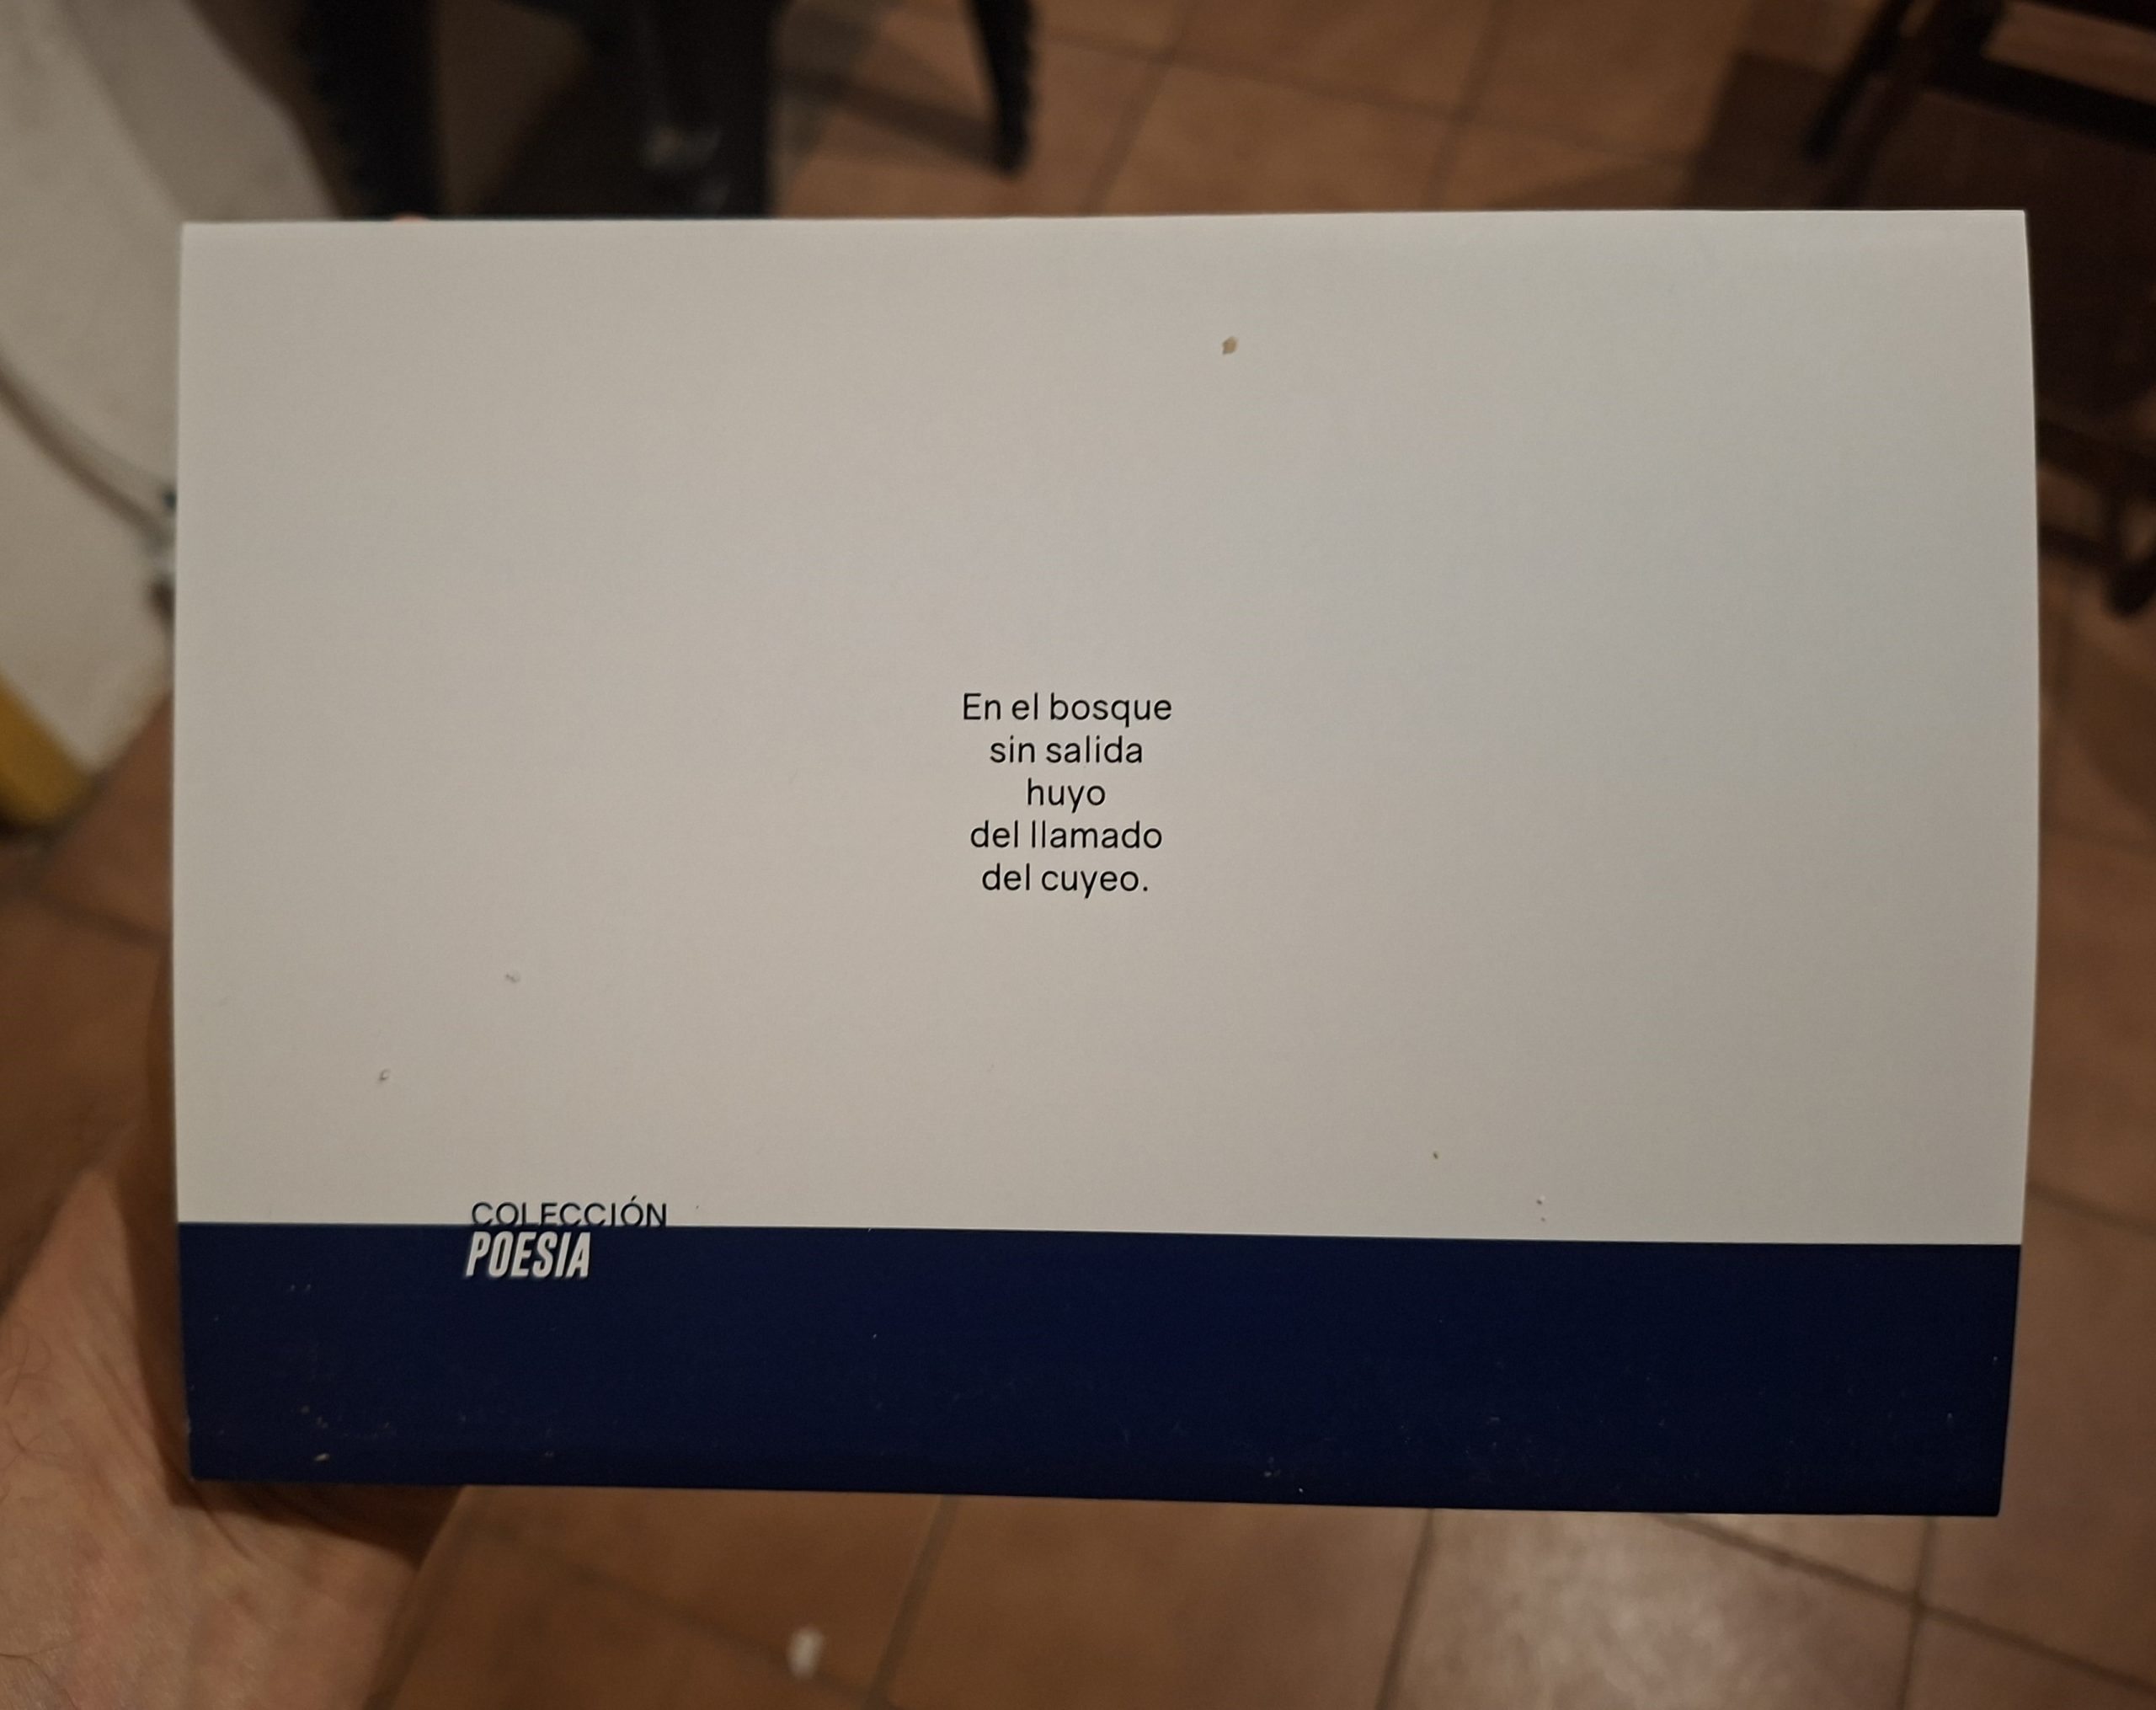 En el bosque
sin salida
huyo
del llamado
del cuyeo.
COLECCIÓN
POESIA